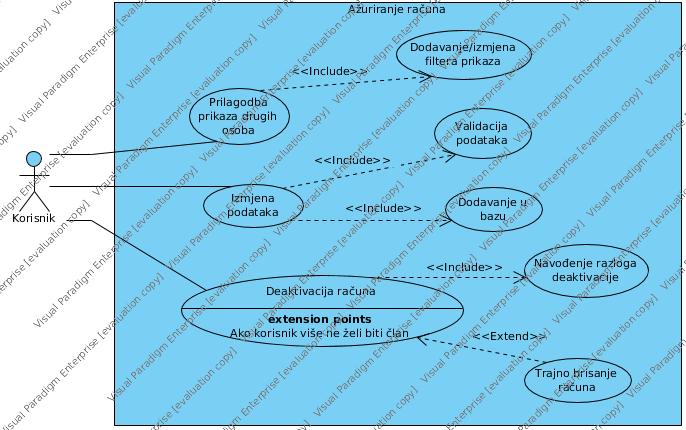 Ažuriranje računa
Dodavanje/izmjena
filtera prikaza
<<Include>>
Prilagodba
prikaza drugih
osoba
Validacija
podataka
<<Include>>
Korisnik
Izmjena
podataka
<<Include>>
Dodavanje u
bazu
Navođenje razloga
deaktivacije
<<Include>>
Deaktivacija računa
extension points
Ako korisnik više ne želi biti član
<<Extend>>
Trajno brisanje
računa
Visual Paradigm Enterprise [evaluation copy]